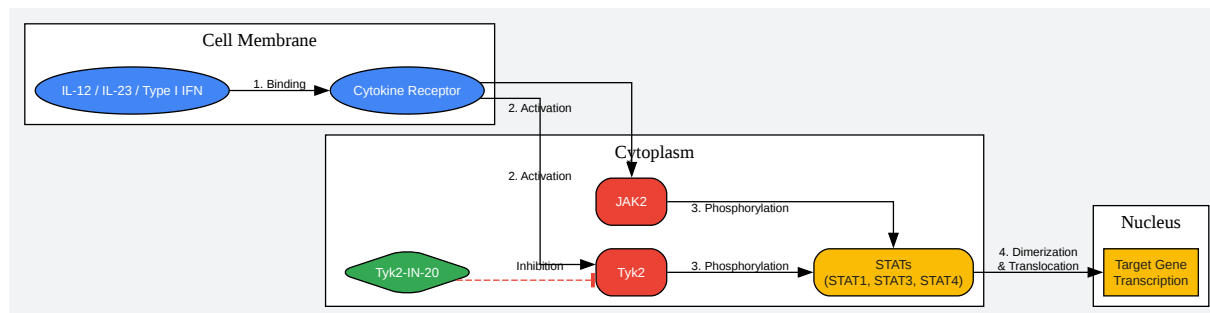 Cell Membrane
IL-12 / IL-23 / Type I IFN
1. Binding
Cytokine Receptor
2. Activation
Cytoplasm
2. Activation
JAK2
3. Phosphorylation
Tyk2-IN-20
Inhibition
Tyk2
3. Phosphorylation
STATs
(STAT1, STAT3, STAT4)
4. Dimerization
& Translocation
Nucleus
Target Gene
Transcription